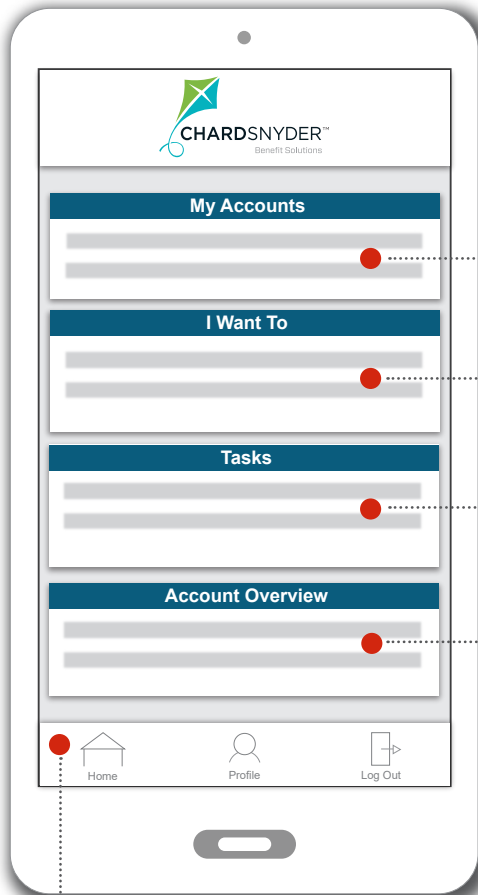 CHARDSNYDER™
Benefit Solutions
My Accounts
I Want To
Tasks
Account Overview
Home
Profile
Log Out